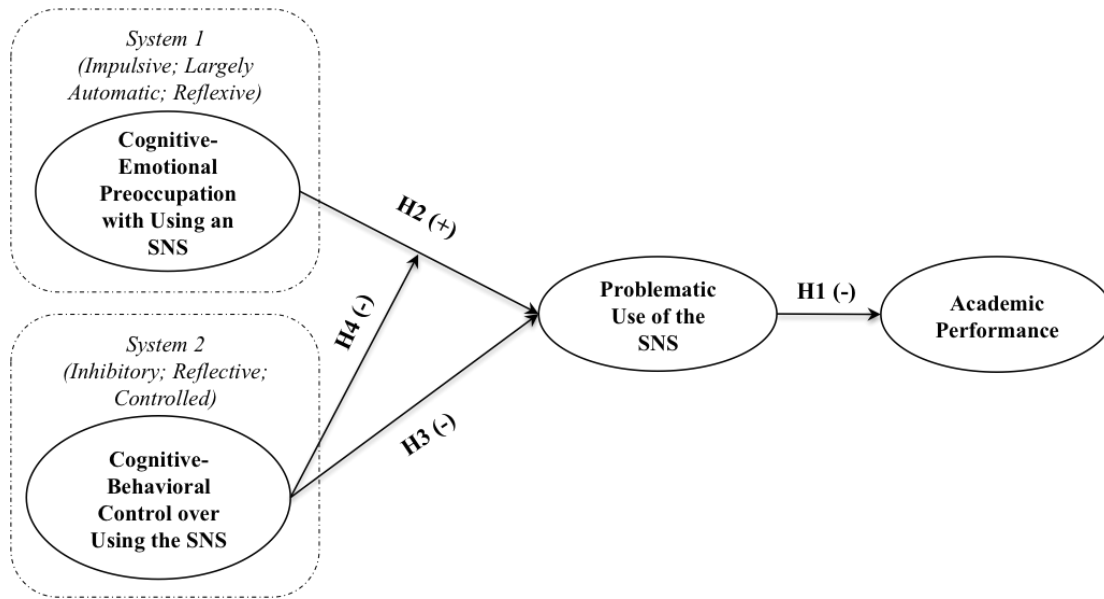 System 1
(Impulsive; Largely
Automatic; Reflexive)
Cognitive-
Emotional
Preoccupation
with Using an
SNS
H2 (+)
H4 (-)
H3 (-)
System 2
(Inhibitory; Reflective;
Controlled)
Cognitive-
Behavioral
Control over
Using the SNS
Problematic
Use of the
SNS
H1 (-)
Academic
Performance